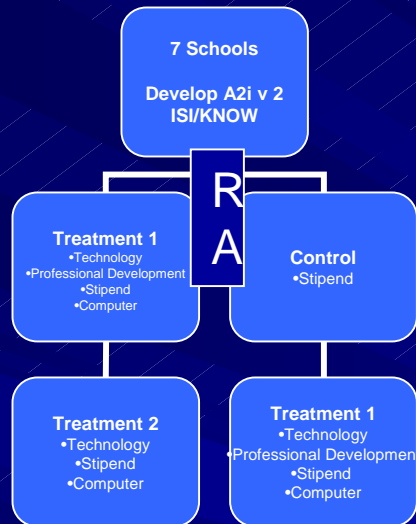 7 Schools
Develop A2i v 2
ISI/KNOW
R
A
Treatment 1
•Technology
•Professional Development
•Stipend
•Computer
Control
•Stipend
Treatment 2
•Technology
•Stipend
•Computer
Treatment 1
•Technology
•Professional Development
•Stipend
•Computer